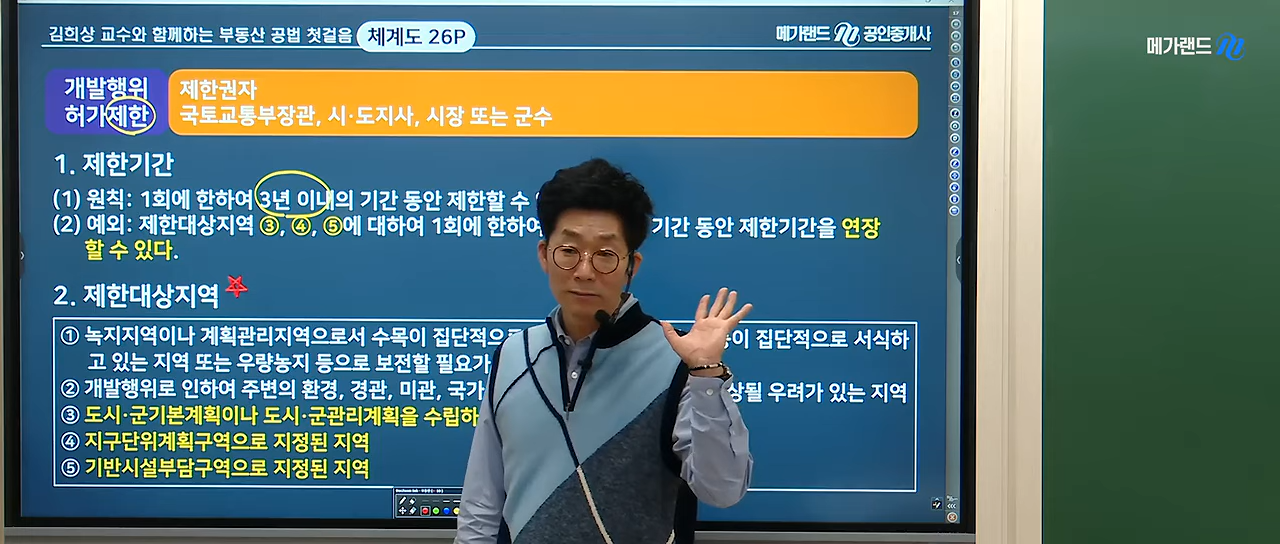 김희상 교수와 함께하는 부동산 공법 첫걸음 체계도 26P
메가랜드 공인중개사
메가랜드
개발행위
허가제한
제한권자
국토교통부장관, 시·도지사, 시장 또는 군수
1. 제한기간
(1) 원칙: 1회에 한하여 3년 이내의 기간 동안 제한할 수
(2) 예외: 제한대상지역 ③, ④, ⑤에 대하여 1회에 한하여 기간 동안 제한기간을 연장
할 수 있다.
2. 제한대상지역
① 녹지지역이나 계획관리지역으로서 수목이 집단적으로 집단적으로 서식하
고 있는 지역 또는 우량농지 등으로 보전할 필요가
② 개발행위로 인하여 주변의 환경, 경관, 미관, 국가 상될 우려가 있는 지역
③ 도시·군기본계획이나 도시·군관리계획을 수립하
④ 지구단위계획구역으로 지정된 지역
⑤ 기반시설부담구역으로 지정된 지역